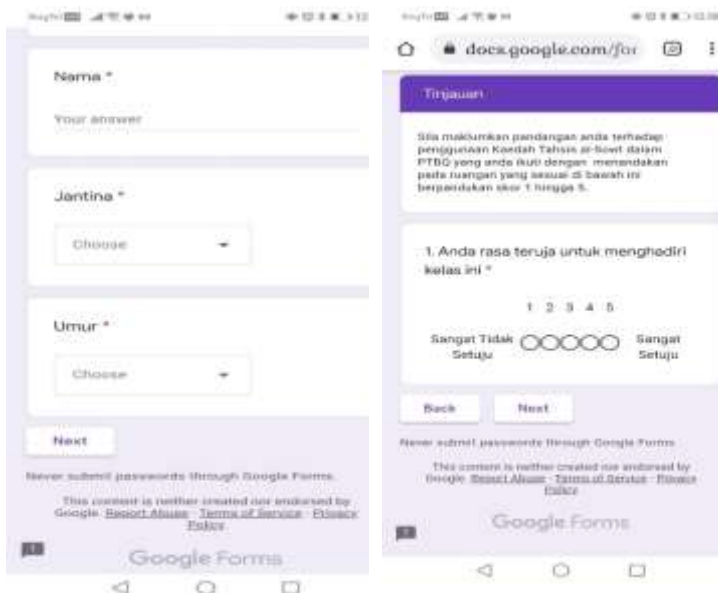 Nama *
Your answer
Jantina *
Choose
Umur *
Choose
Next
Never submit passwords through Google Forms.
This content is neither created nor endorsed by
Google. Report Abuse - Terms of Service - Privacy
Policy
Google Forms
docs.google.com/for
Tinjauan
Sila maklumkan pandangan anda terhadap
penggunaan Kaedah Tahsin al-Sowt dalam
PTBQ yang anda ikuti dengan menandakan
pada ruangan yang sesuai di bawah ini
berpandukan skor 1 hingga 5.
1. Anda rasa teruja untuk menghadiri
kelas ini *
1 2 3 4 5
Sangat Tidak Setuju
Sangat Setuju
Back
Next
Never submit passwords through Google Forms.
This content is neither created nor endorsed by
Google. Report Abuse - Terms of Service - Privacy
Policy
Google Forms